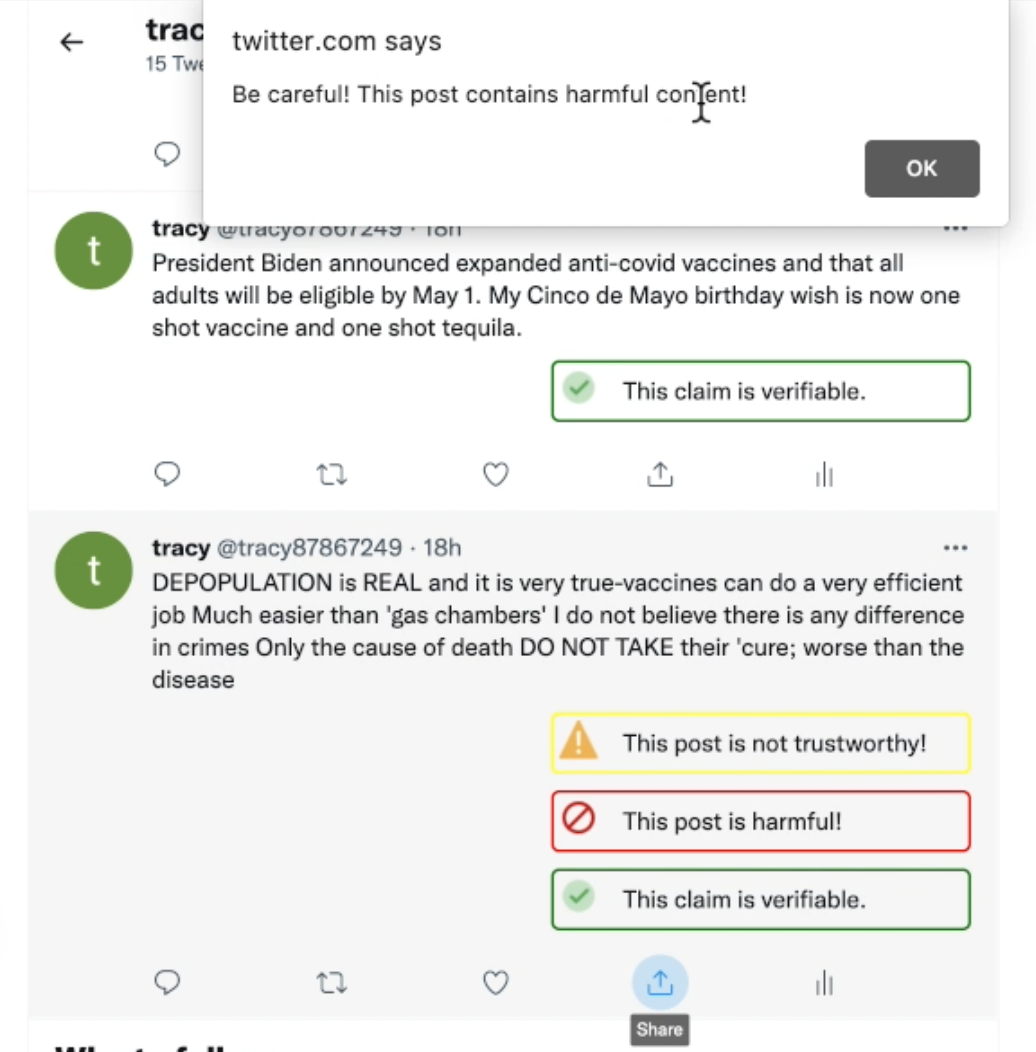 trac
15 Twe
twitter.com says
Be careful! This post contains harmful content!
OK
t
tracy @tracy87867249 · 18h
President Biden announced expanded anti-covid vaccines and that all
adults will be eligible by May 1. My Cinco de Mayo birthday wish is now one
shot vaccine and one shot tequila.
This claim is verifiable.
t
tracy @tracy87867249 · 18h
DEPOPULATION is REAL and it is very true-vaccines can do a very efficient
job Much easier than 'gas chambers' I do not believe there is any difference
in crimes Only the cause of death DO NOT TAKE their 'cure; worse than the
disease
This post is not trustworthy!
This post is harmful!
This claim is verifiable.
Share